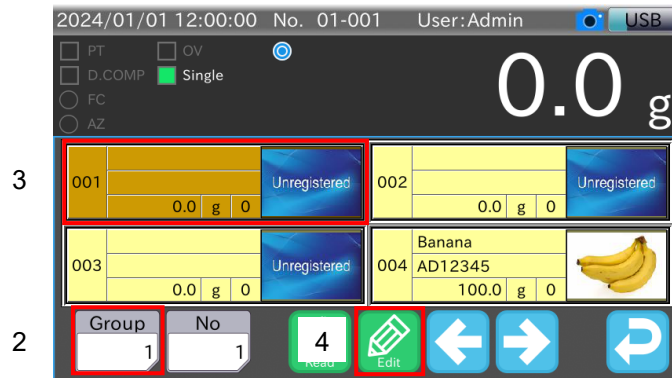 2024/01/01 12:00:00 No. 01-001 User:Admin USB
PT OV
D.COMP Single
FC
AZ
0.0 g
3
001 Unregistered
0.0 g 0
002 Unregistered
0.0 g 0
003 Unregistered
0.0 g 0
Banana
004 AD12345
100.0 g 0
2
Group
1
No
1
4
Read
Edit